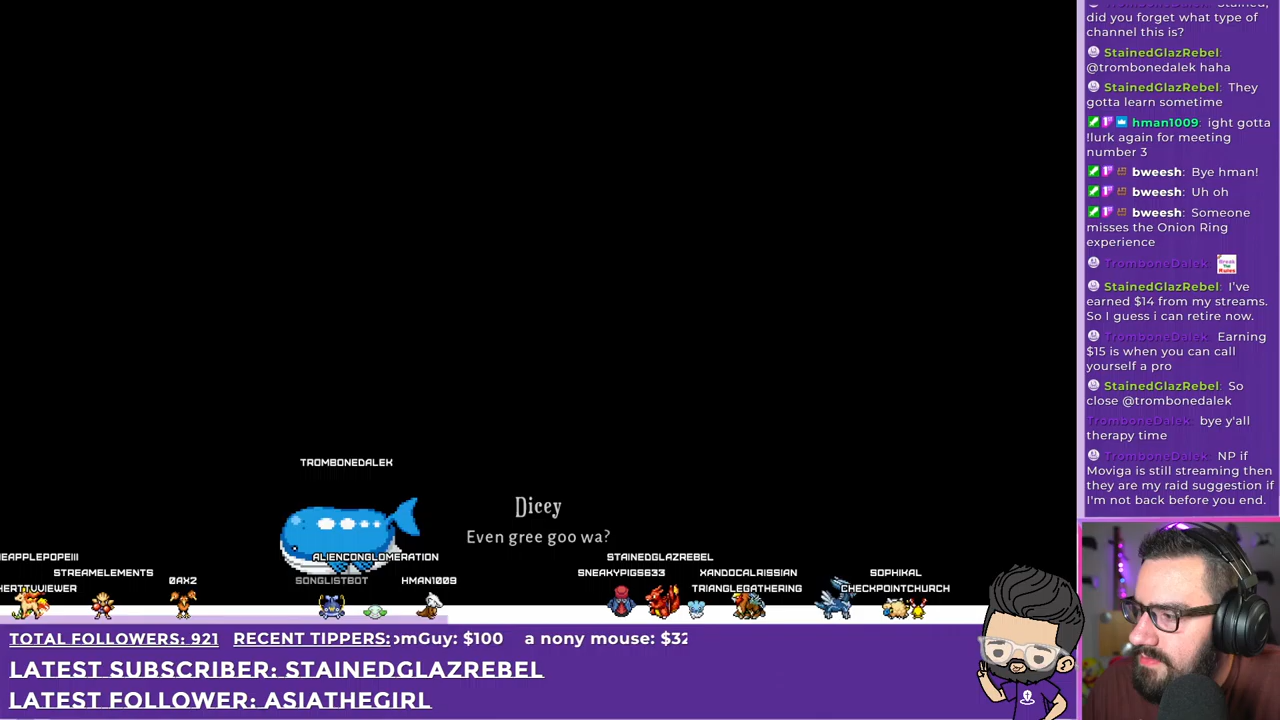 did you forget what type of
channel this is?
StainedGlazRebel:
@trombonedalek haha
StainedGlazRebel: They
gotta learn sometime
hman1009: ight gotta
!lurk again for meeting
number 3
bweesh: Bye hman!
bweesh: Uh oh
bweesh: Someone
misses the Onion Ring
experience
TromboneDalek:
StainedGlazRebel: I've
earned $14 from my streams.
So I guess i can retire now.
TromboneDalek: Earning
$15 is when you can call
yourself a pro
StainedGlazRebel: So
close @trombonedalek
TromboneDalek: bye y'all
therapy time
TromboneDalek: NP if
Moviga is still streaming then
they are my raid suggestion if
I'm not back before you end.
TROMBONEDALEK
Dicey
Even gree goo wa?
EAPPLEPOPEIII
ALIENCONGLOMERATION
STAINEDGLAZREBEL
STREAMELEMENTS
SNEAKYPIGS633
XANDOCALRISSIAN
SOPHIKAL
HERTTVVIEWER
0AX2
SONGLISTBOT
HMAN1009
TRIANGLEGATHERING
CHECKPOINTCHURCH
TOTAL FOLLOWERS: 921 RECENT TIPPERS: omGuy: $100 a nony mouse: $32
LATEST SUBSCRIBER: STAINEDGLAZREBEL
LATEST FOLLOWER: ASIATHEGIRL